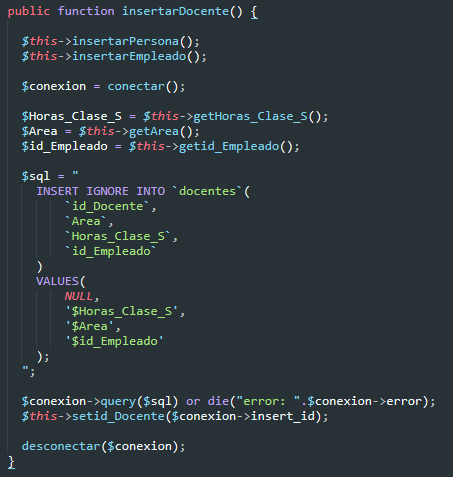 public function insertarDocente() {
$this->insertarPersona();
$this->insertarEmpleado();
$conexion = conectar();
$Horas_Clase_S = $this->getHoras_Clase_S();
$Area = $this->getArea();
$id_Empleado = $this->getid_Empleado();
$sql = "
INSERT IGNORE INTO `docentes`(
`id_Docente`,
`Area`,
`Horas_Clase_S`,
`id_Empleado`
)
VALUES(
NULL,
'$Horas_Clase_S',
'$Area',
'$id_Empleado'
);
";
$conexion->query($sql) or die("error: ".$conexion->error);
$this->setid_Docente($conexion->insert_id);
desconectar($conexion);
}